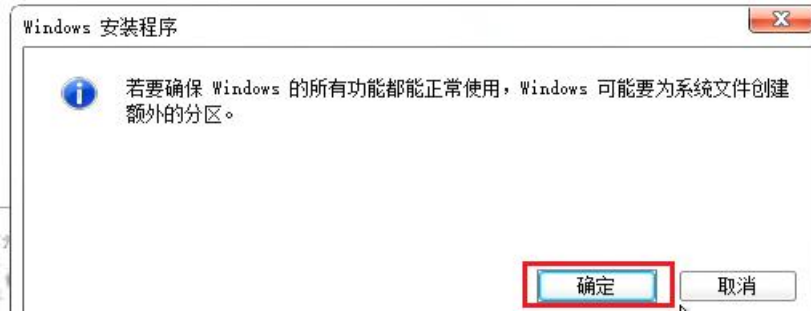 Windows 安装程序
若要确保 Windows 的所有功能都能正常使用，Windows 可能要为系统文件创建
额外的分区。
确定
取消